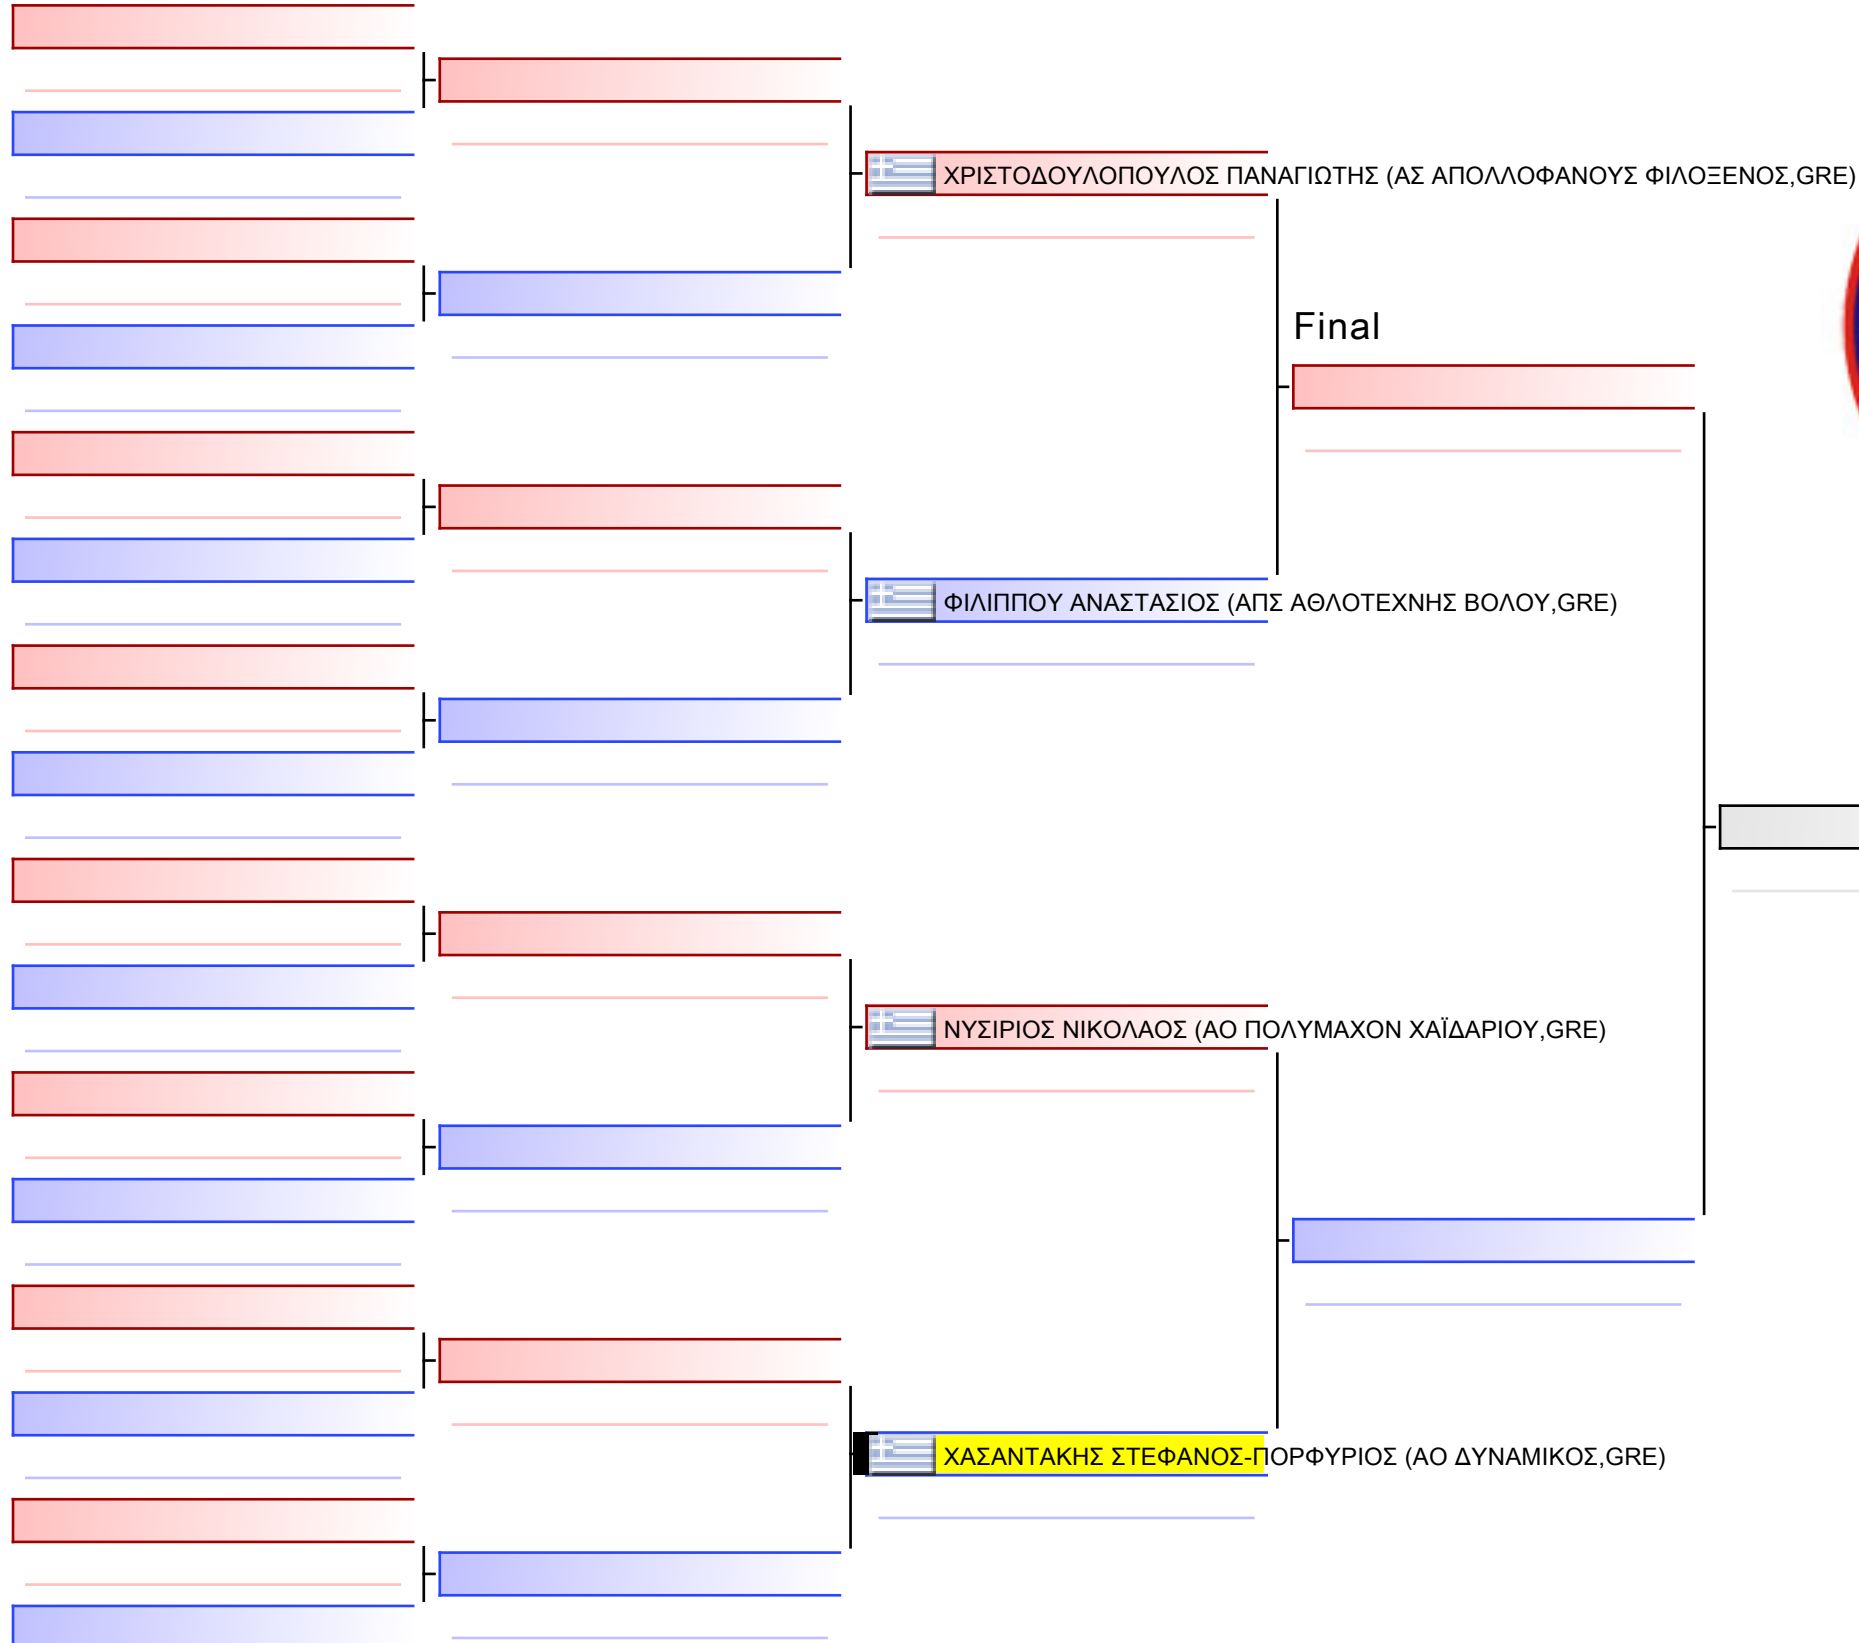 ΧΡΙΣΤΟΔΟΥΛΟΠΟΥΛΟΣ ΠΑΝΑΓΙΩΤΗΣ (ΑΣ ΑΠΟΛΛΟΦΑΝΟΥΣ ΦΙΛΟΞΕΝΟΣ,GRE)
Final
ΦΙΛΙΠΠΟΥ ΑΝΑΣΤΑΣΙΟΣ (ΑΠΣ ΑΘΛΟΤΕΧΝΗΣ ΒΟΛΟΥ,GRE)
ΝΥΣΙΡΙΟΣ ΝΙΚΟΛΑΟΣ (ΑΟ ΠΟΛΥΜΑΧΟΝ ΧΑΪΔΑΡΙΟΥ,GRE)
ΧΑΣΑΝΤΑΚΗΣ ΣΤΕΦΑΝΟΣ-ΠΟΡΦΥΡΙΟΣ (ΑΟ ΔΥΝΑΜΙΚΟΣ,GRE)